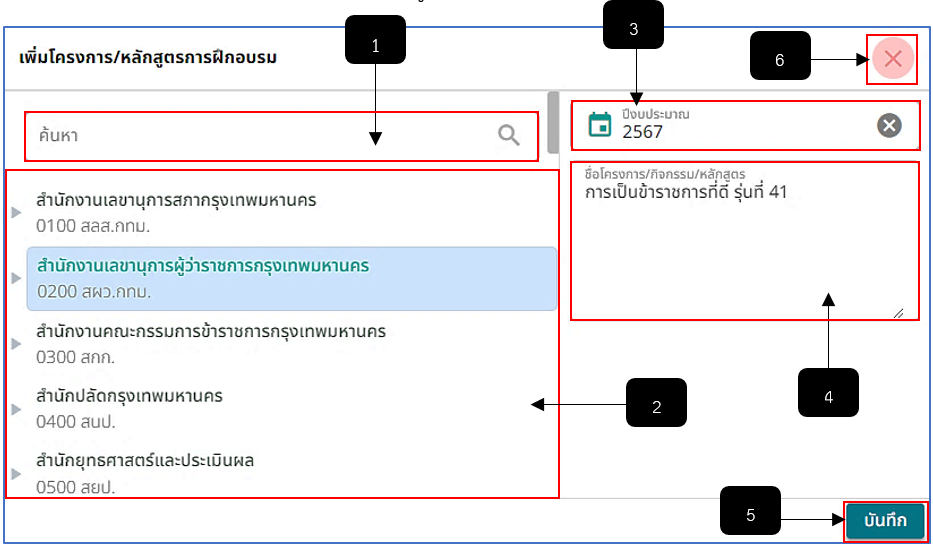 1
3
6
เพิ่มโครงการ/หลักสูตรการฝึกอบรม
ค้นหา
ปีงบประมาณ
2567
ชื่อโครงการ/กิจกรรม/หลักสูตร
การเป็นข้าราชการที่ดี รุ่นที่ 41
สำนักงานเลขานุการสภากรุงเทพมหานคร
0100 สลส.กทม.
สำนักงานเลขานุการผู้ว่าราชการกรุงเทพมหานคร
0200 สผว.กทม.
สำนักงานคณะกรรมการข้าราชการกรุงเทพมหานคร
0300 สกก.
สำนักปลัดกรุงเทพมหานคร
0400 สนป.
สำนักยุทธศาสตร์และประเมินผล
0500 สยป.
2
4
5
บันทึก